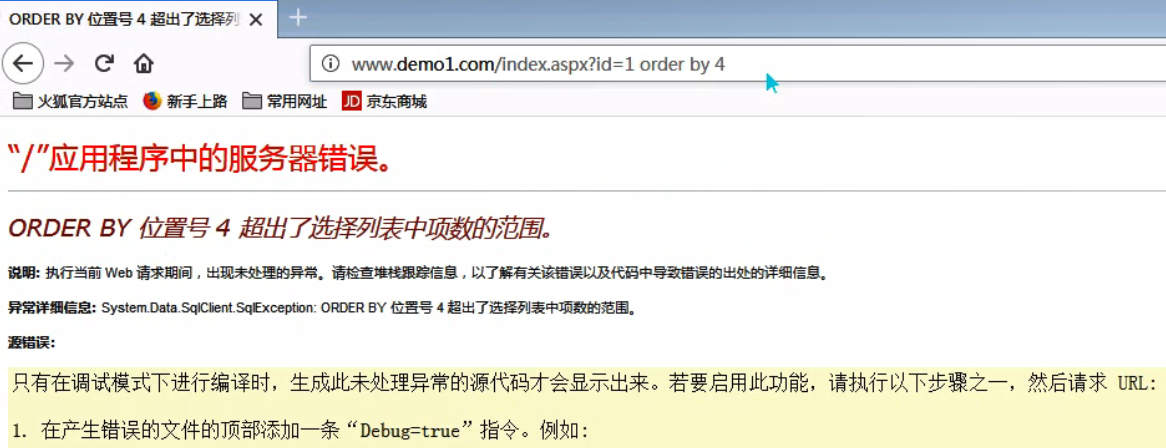 ORDER BY 位置号 4 超出了选择列
www.demo1.com/index.aspx?id=1 order by 4
火狐官方站点 新手上路 常用网址 JD 京东商城
“/”应用程序中的服务器错误。
ORDER BY 位置号 4 超出了选择列表中项数的范围。
说明: 执行当前 Web 请求期间，出现未处理的异常。请检查堆栈跟踪信息，以了解有关该错误以及代码中导致错误的出处的详细信息。
异常详细信息: System.Data.SqlClient.SqlException: ORDER BY 位置号 4 超出了选择列表中项数的范围。
源错误:
只有在调试模式下进行编译时，生成此未处理异常的源代码才会显示出来。若要启用此功能，请执行以下步骤之一，然后请求 URL:
1. 在产生错误的文件的顶部添加一条“Debug=true”指令。例如: